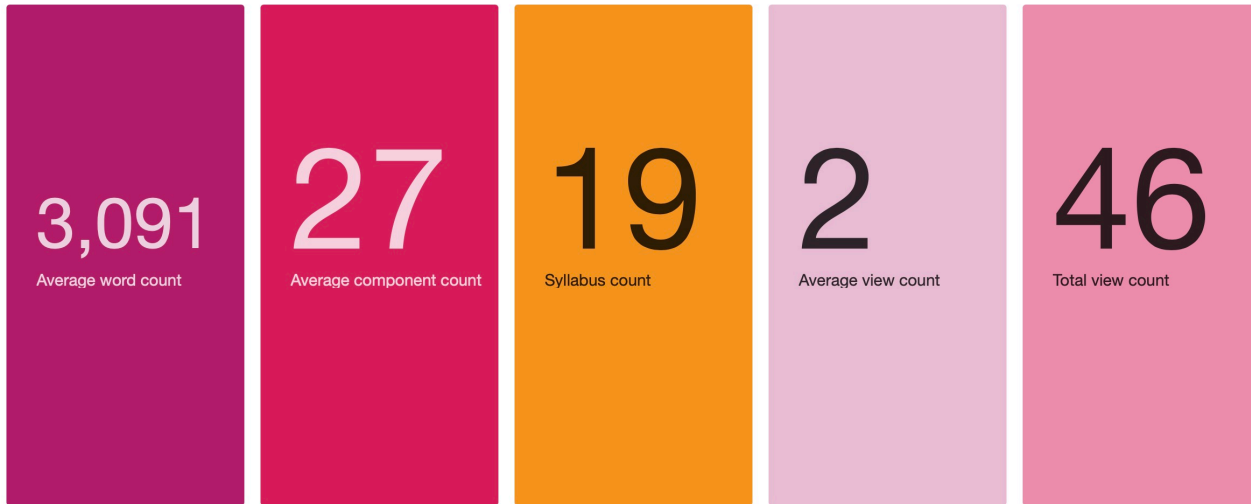 3,091
Average word count
27
Average component count
19
Syllabus count
2
Average view count
46
Total view count